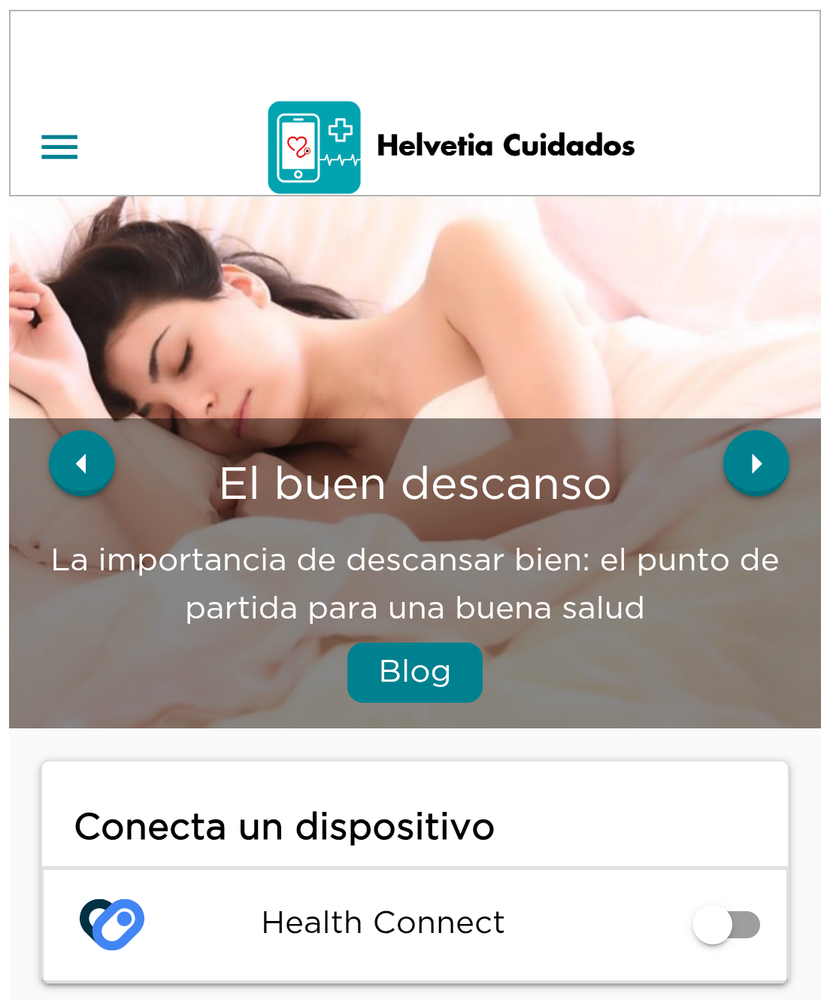 Helvetia Cuidados
El buen descanso
La importancia de descansar bien: el punto de
partida para una buena salud
Blog
Conecta un dispositivo
Health Connect